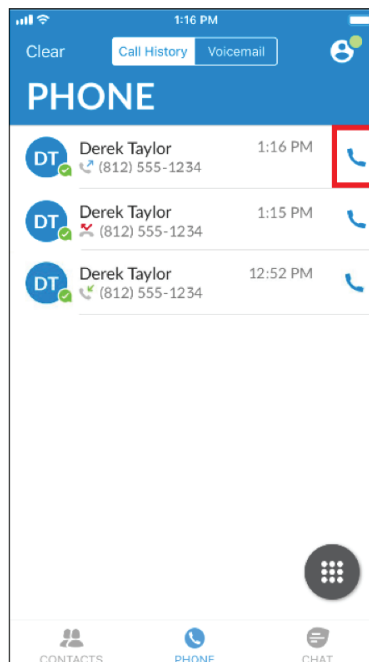 1:16 PM
Clear
Call History
Voicemail
PHONE
DT
Derek Taylor
1:16 PM
(812) 555-1234
DT
Derek Taylor
1:15 PM
(812) 555-1234
DT
Derek Taylor
12:52 PM
(812) 555-1234
CONTACTS
PHONE
CHAT